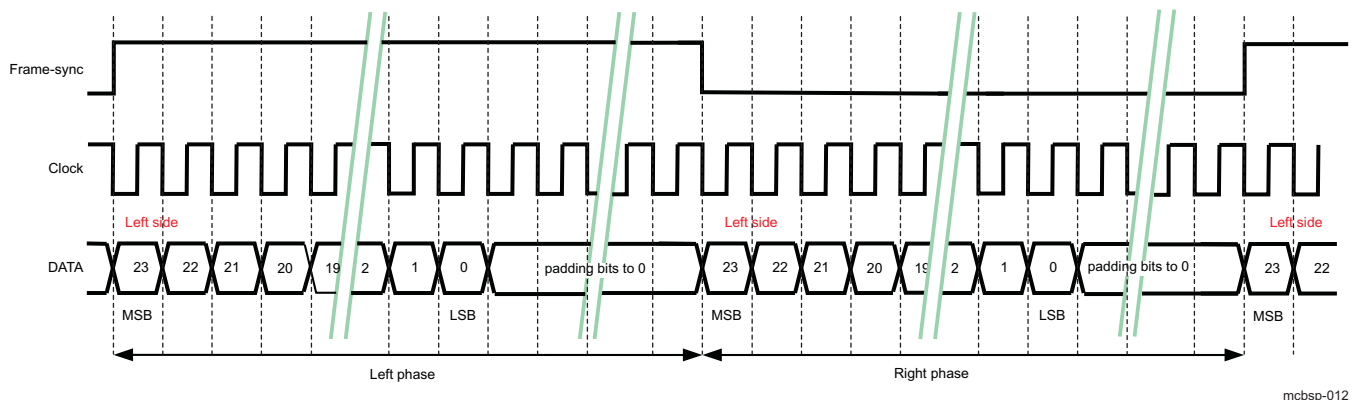 Frame-sync
Clock
Left side Left side Left side
DATA 23 22 21 20 19 2 1 0 padding bits to 0 23 22 21 20 19 2 1 0 padding bits to 0 23 22
MSB LSB MSB LSB MSB
Left phase Right phase
mcbsp-012